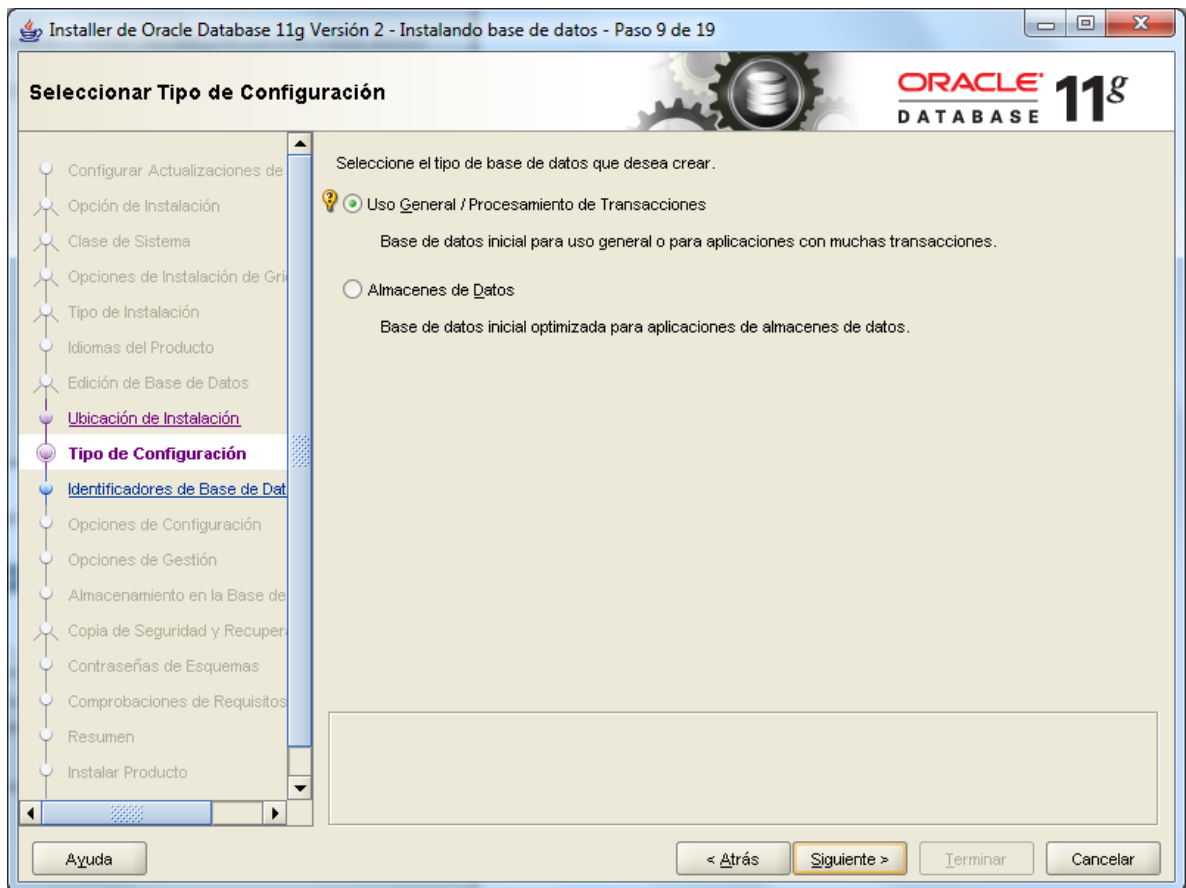 Installer de Oracle Database 11g Versión 2 - Instalando base de datos - Paso 9 de 19
Seleccionar Tipo de Configuración
ORACLE
DATABASE
11g
Configurar Actualizaciones de
Opción de Instalación
Clase de Sistema
Opciones de Instalación de Gri
Tipo de Instalación
Idiomas del Producto
Edición de Base de Datos
Ubicación de Instalación
Tipo de Configuración
Identificadores de Base de Dat
Opciones de Configuración
Opciones de Gestión
Almacenamiento en la Base de
Copia de Seguridad y Recuper
Contraseñas de Esquemas
Comprobaciones de Requisitos
Resumen
Instalar Producto
Seleccione el tipo de base de datos que desea crear.
Uso General / Procesamiento de Transacciones
Base de datos inicial para uso general o para aplicaciones con muchas transacciones.
Almacenes de Datos
Base de datos inicial optimizada para aplicaciones de almacenes de datos.
Ayuda
< Atrás
Siguiente >
Terminar
Cancelar